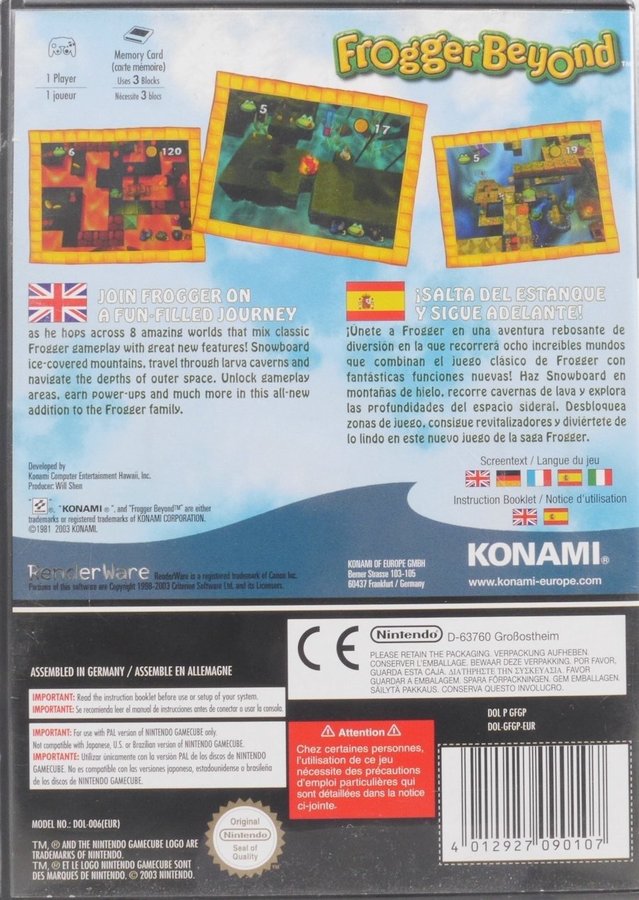 1 Player
1 joueur
Memory Card
(carte mémoire)
Uses 3 Blocks
Nécessite 3 blocs
Frogger Beyond™
6
120
5
17
5
19
JOIN FROGGER ON
A FUN-FILLED JOURNEY
as he hops across 8 amazing worlds that mix classic
Frogger gameplay with great new features! Snowboard
ice-covered mountains, travel through larva caverns and
navigate the depths of outer space. Unlock gameplay
areas, earn power-ups and much more in this all-new
addition to the Frogger family.
¡SALTA DEL ESTANQUE
Y SIGUE ADELANTE!
¡Únete a Frogger en una aventura rebosante de
diversión en la que recorrerá ocho increíbles mundos
que combinan el juego clásico de Frogger con
fantásticas funciones nuevas! Haz Snowboard en
montañas de hielo, recorre cavernas de lava y explora
las profundidades del espacio sideral. Desbloquea
zonas de juego, consigue revitalizadores y diviértete de
lo lindo en este nuevo juego de la saga Frogger.
Screentext / Langue du jeu
Instruction Booklet / Notice d'utilisation
Developed by
Konami Computer Entertainment Hawaii, Inc.
Producer: Will Shen
"KONAMI ®", and "Frogger Beyond™" are either
trademarks or registered trademarks of KONAMI CORPORATION.
©1981 2003 KONAMI.
RenderWare
RenderWare is a registered trademark of Canon Inc.
Portions of this software are Copyright 1998-2003 Criterion Software Ltd. and its Licensors.
KONAMI OF EUROPE GMBH
Berner Strasse 103-105
60437 Frankfurt / Germany
KONAMI®
www.konami-europe.com
CE
Nintendo® D-63760 Großostheim
PLEASE RETAIN THE PACKAGING. VERPACKUNG AUFHEBEN.
CONSERVER L'EMBALLAGE. BEWAAR DEZE VERPAKKING. POR FAVOR,
GUARDA ESTA CAJA. ΔΙΑΤΗΡΗΣΤΕ ΤΗΝ ΣΥΣΚΕΥΑΣΙΑ. FAVOR
GUARDAR A EMBALAGEM. SPARA FÖRPACKNINGEN. GEM EMBALLAGEN.
SÄILYTÄ PAKKAUS. CONSERVA QUESTO INVOLUCRO.
ASSEMBLED IN GERMANY / ASSEMBLE EN ALLEMAGNE
IMPORTANT: Read the instruction booklet before use or setup of your system.
IMPORTANTE: Se recomienda leer el manual de instrucciones antes de conectar o usar la consola.
IMPORTANT: For use with PAL version of NINTENDO GAMECUBE only.
Not compatible with Japanese, U.S. or Brazilian version of NINTENDO GAMECUBE.
IMPORTANTE: Utilizar únicamente con la versión PAL de los discos de NINTENDO
GAMECUBE. No es compatible con las versiones japonesa, estadounidense o brasileña
de los discos de NINTENDO GAMECUBE.
Attention
Chez certaines personnes,
l'utilisation de ce jeu
nécessite des précautions
d'emploi particulières qui
sont détaillées dans la notice
ci-jointe.
DOL P GFGP
DOL-GFGP-EUR
4 012927 090107
MODEL NO.: DOL-006(EUR)
TM, ® AND THE NINTENDO GAMECUBE LOGO ARE
TRADEMARKS OF NINTENDO.
TM, ® ET LE LOGO NINTENDO GAMECUBE SONT
DES MARQUES DE NINTENDO. © 2003 NINTENDO.
Original
Nintendo
Seal of
Quality